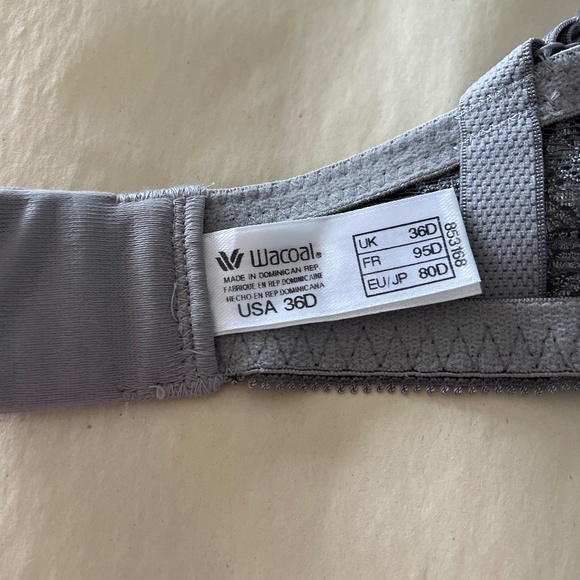 Wacoal®
MADE IN DOMINICAN REP.
FABRIQUE EN REP DOMINICAINE
HECHO EN REP DOMINICANA
USA 36D
UK 36D
FR 95D
EU/JP 80D
853168